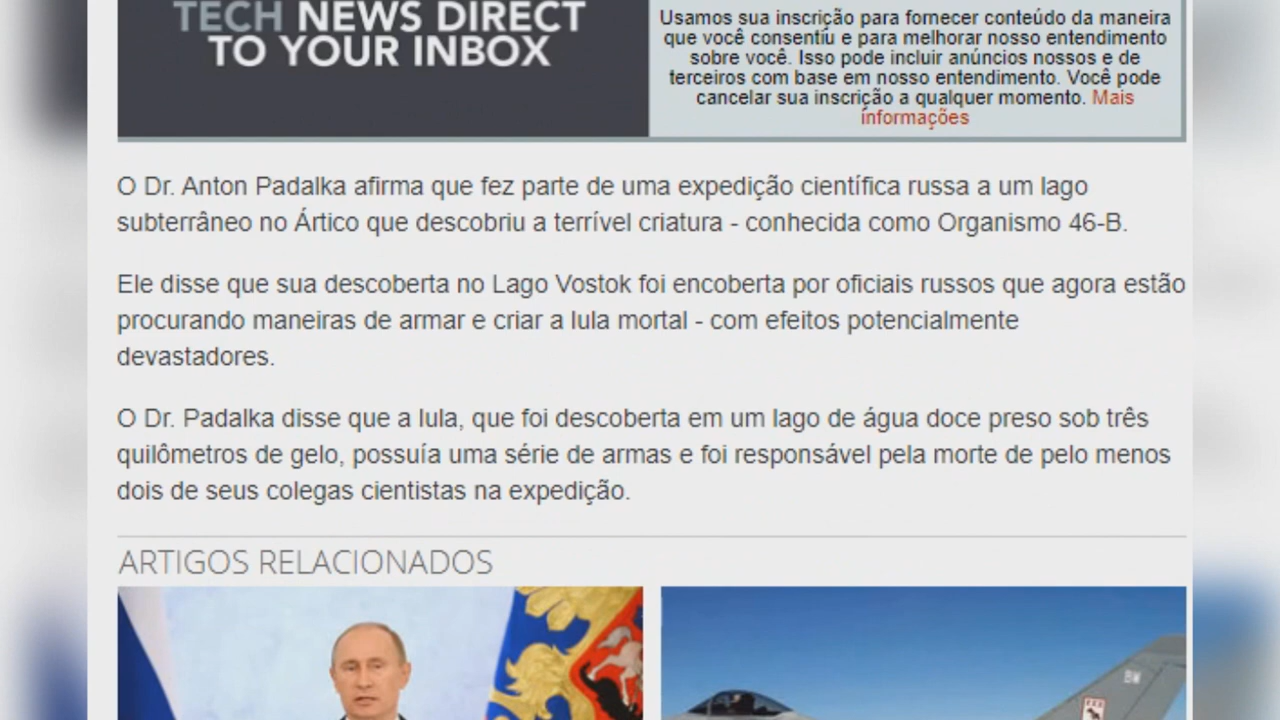 TECH NEWS DIRECT
TO YOUR INBOX
Usamos sua inscrição para fornecer conteúdo da maneira
que você consentiu e para melhorar nosso entendimento
sobre você. Isso pode incluir anúncios nossos e de
terceiros com base em nosso entendimento. Você pode
cancelar sua inscrição a qualquer momento. Mais
informações
O Dr. Anton Padalka afirma que fez parte de uma expedição científica russa a um lago
subterrâneo no Ártico que descobriu a terrível criatura - conhecida como Organismo 46-B.
Ele disse que sua descoberta no Lago Vostok foi encoberta por oficiais russos que agora estão
procurando maneiras de armar e criar a lula mortal - com efeitos potencialmente
devastadores.
O Dr. Padalka disse que a lula, que foi descoberta em um lago de água doce preso sob três
quilômetros de gelo, possuía uma série de armas e foi responsável pela morte de pelo menos
dois de seus colegas cientistas na expedição.
ARTIGOS RELACIONADOS